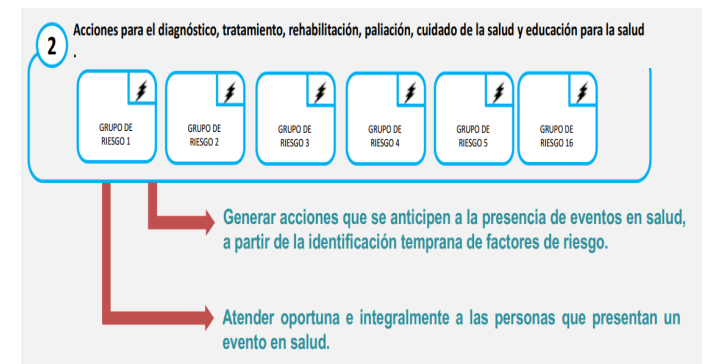 2
Acciones para el diagnóstico, tratamiento, rehabilitación, paliación, cuidado de la salud y educación para la salud
.
GRUPO DE
RIESGO 1
GRUPO DE
RIESGO 2
GRUPO DE
RIESGO 3
GRUPO DE
RIESGO 4
GRUPO DE
RIESGO 5
GRUPO DE
RIESGO 16
Generar acciones que se anticipen a la presencia de eventos en salud,
a partir de la identificación temprana de factores de riesgo.
Atender oportuna e integralmente a las personas que presentan un
evento en salud.